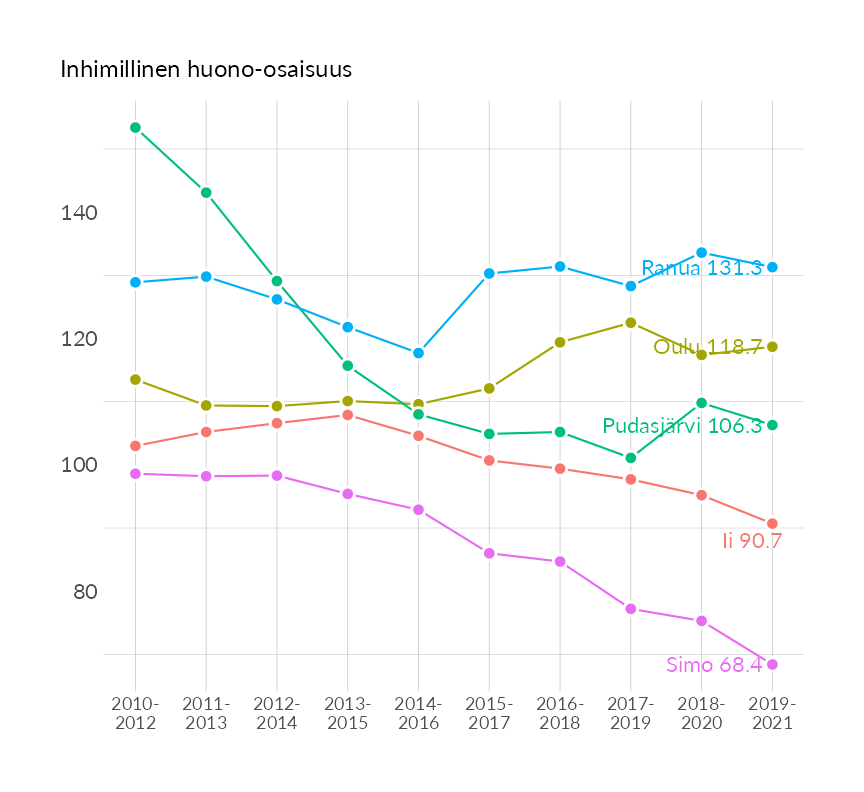 Inhimillinen huono-osaisuus
140
120
100
80
Ranua 131.3
Oulu 118.7
Pudasjärvi 106.3
Ii 90.7
Simo 68.4
2010- 2011- 2012- 2013- 2014- 2015- 2016- 2017- 2018- 2019-
2012 2013 2014 2015 2016 2017 2018 2019 2020 2021